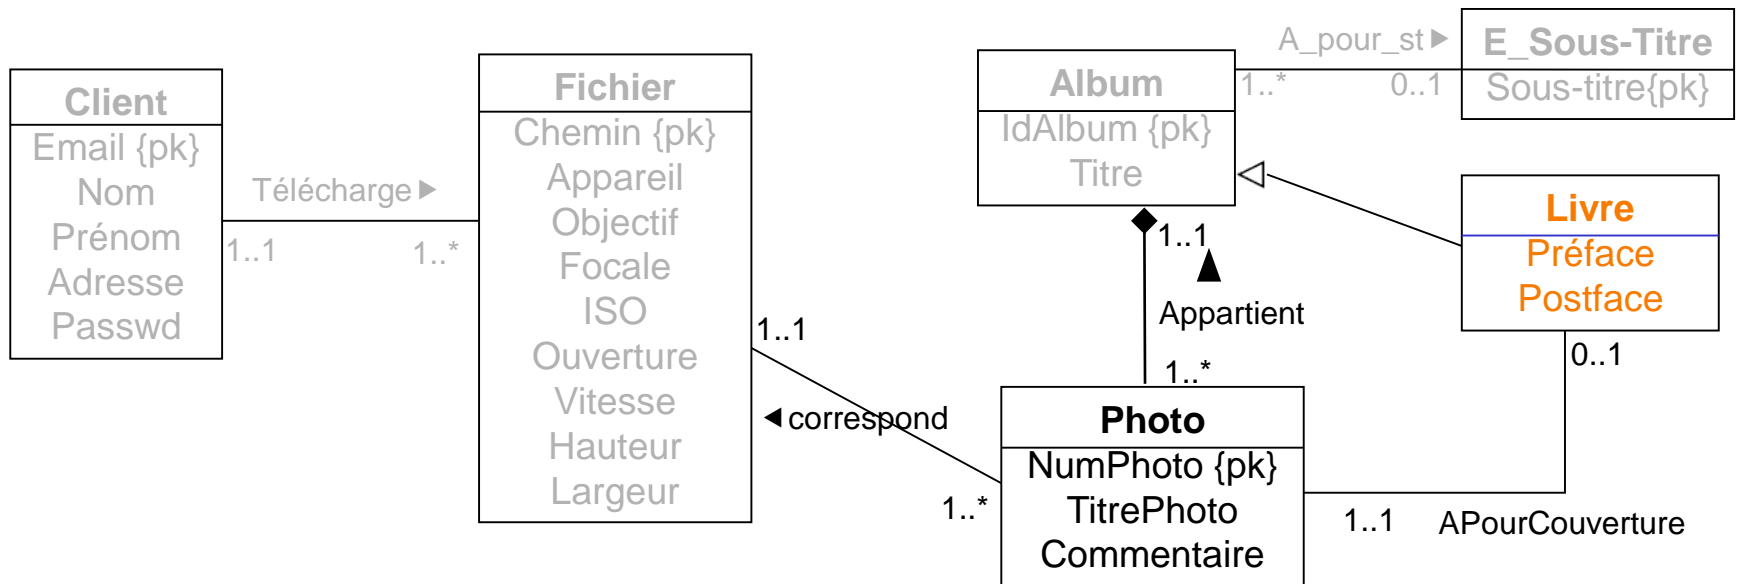 Client
Email {pk}
Nom
Prénom
Adresse
Passwd
Télécharge
1..1
1..*
Fichier
Chemin {pk}
Appareil
Objectif
Focale
ISO
Ouverture
Vitesse
Hauteur
Largeur
1..1
correspond
1..*
Album
IdAlbum {pk}
Titre
A_pour_st
1..*
0..1
E_Sous-Titre
Sous-titre{pk}
1..1
Appartient
1..*
Livre
Préface
Postface
0..1
Photo
NumPhoto {pk}
TitrePhoto
Commentaire
1..1
APourCouverture